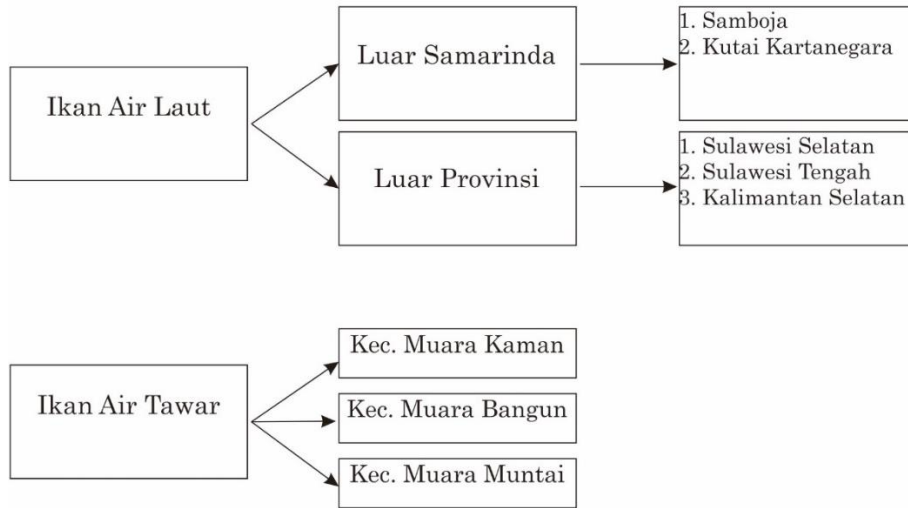 Ikan Air Laut
Luar Samarinda
1. Samboja
2. Kutai Kartanegara
Luar Provinsi
1. Sulawesi Selatan
2. Sulawesi Tengah
3. Kalimantan Selatan
Ikan Air Tawar
Kec. Muara Kaman
Kec. Muara Bangun
Kec. Muara Muntai